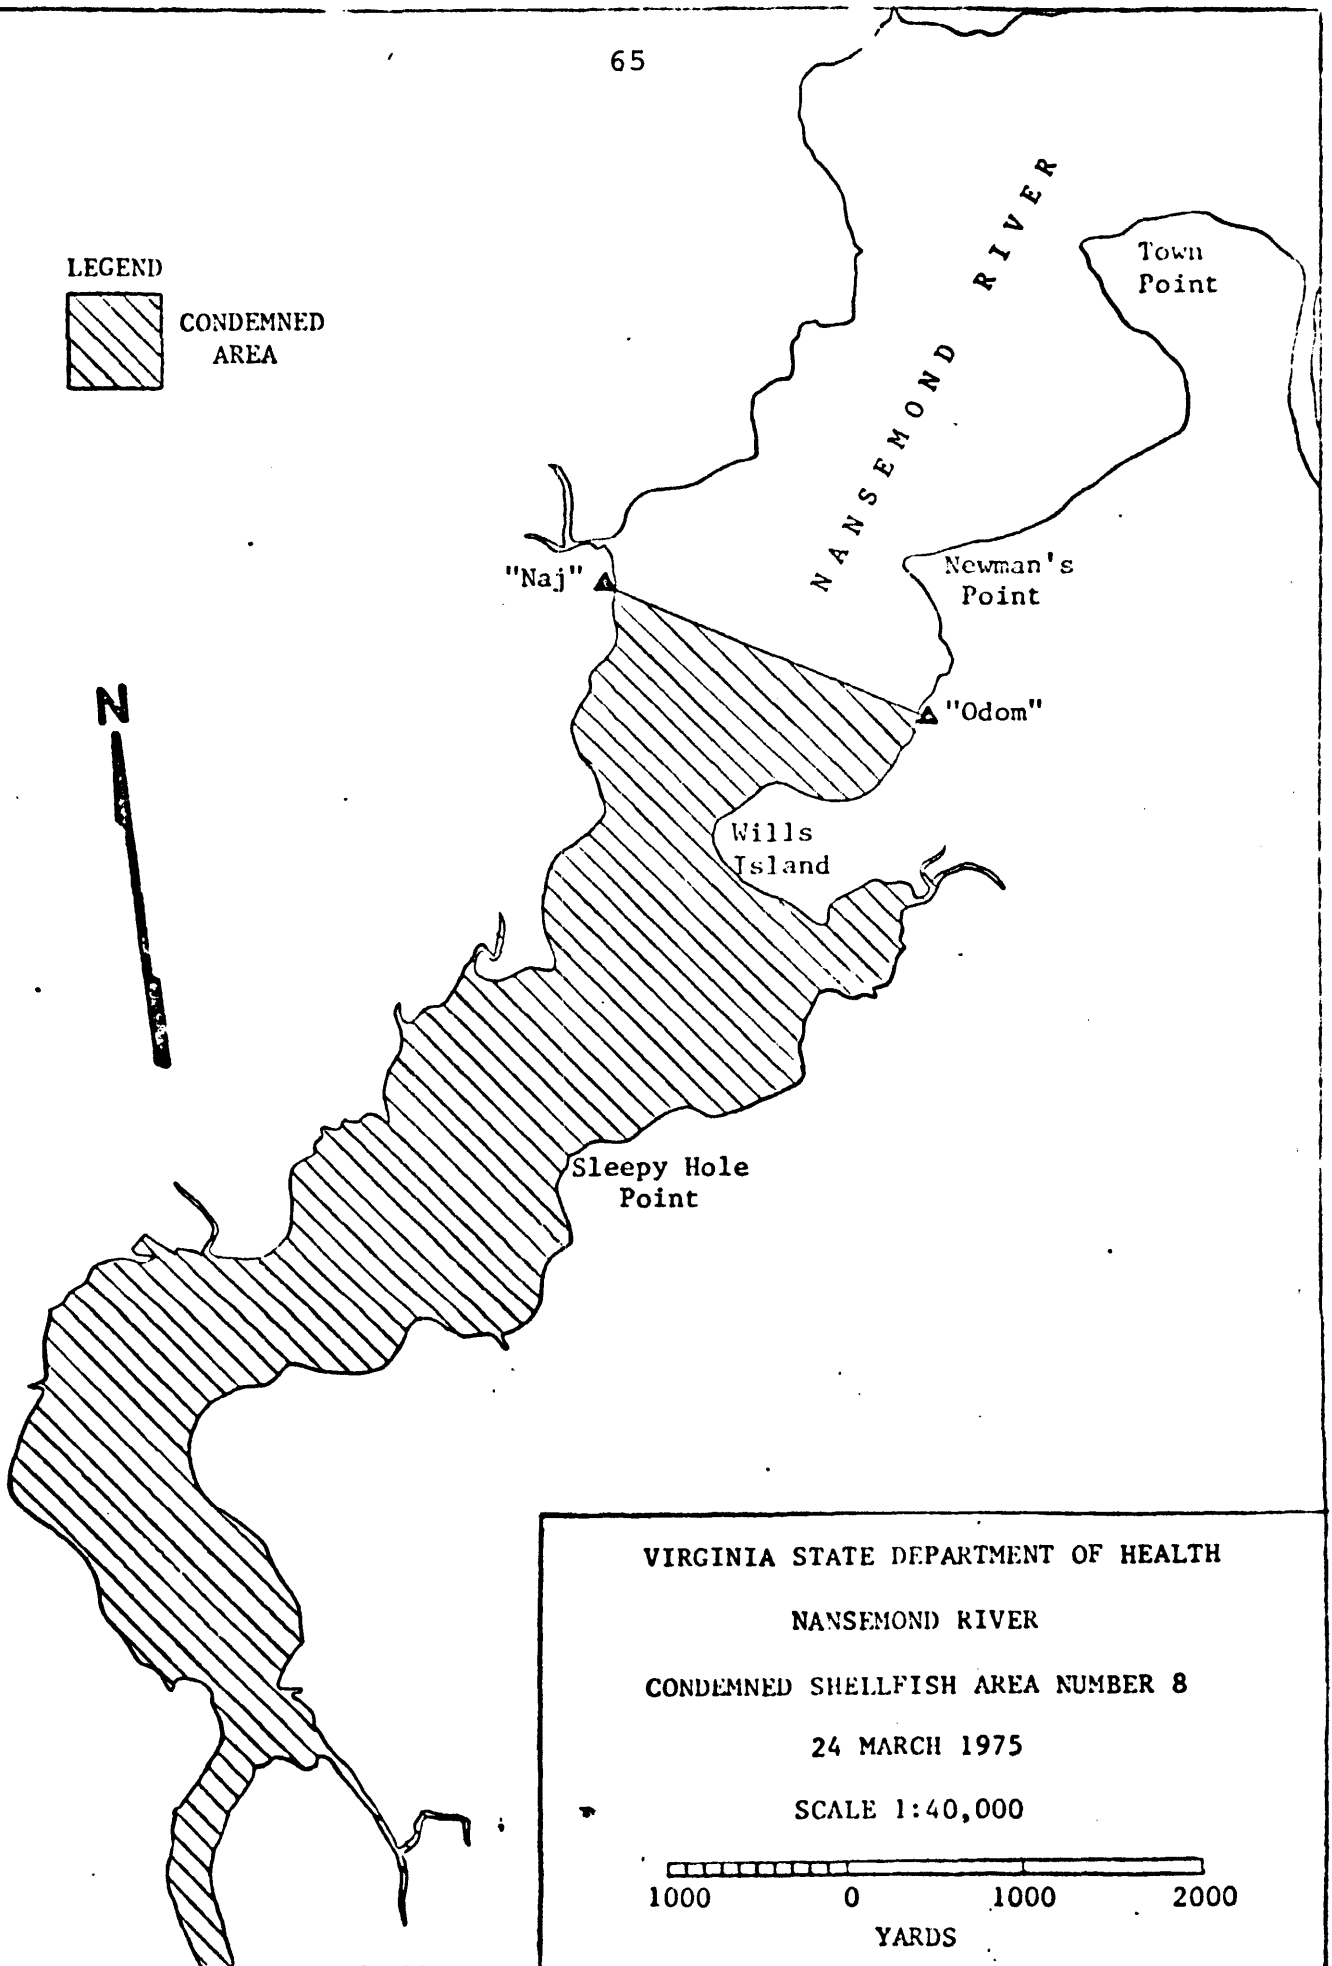 65
LEGEND
CONDEMNED
AREA
NANSEMOND RIVER
Town
Point
Newman's
Point
"Naj"
"Odom"
N
Wills
Island
Sleepy Hole
Point
VIRGINIA STATE DEPARTMENT OF HEALTH
NANSEMOND RIVER
CONDEMNED SHELLFISH AREA NUMBER 8
24 MARCH 1975
SCALE 1:40,000
1000 0 1000 2000
YARDS